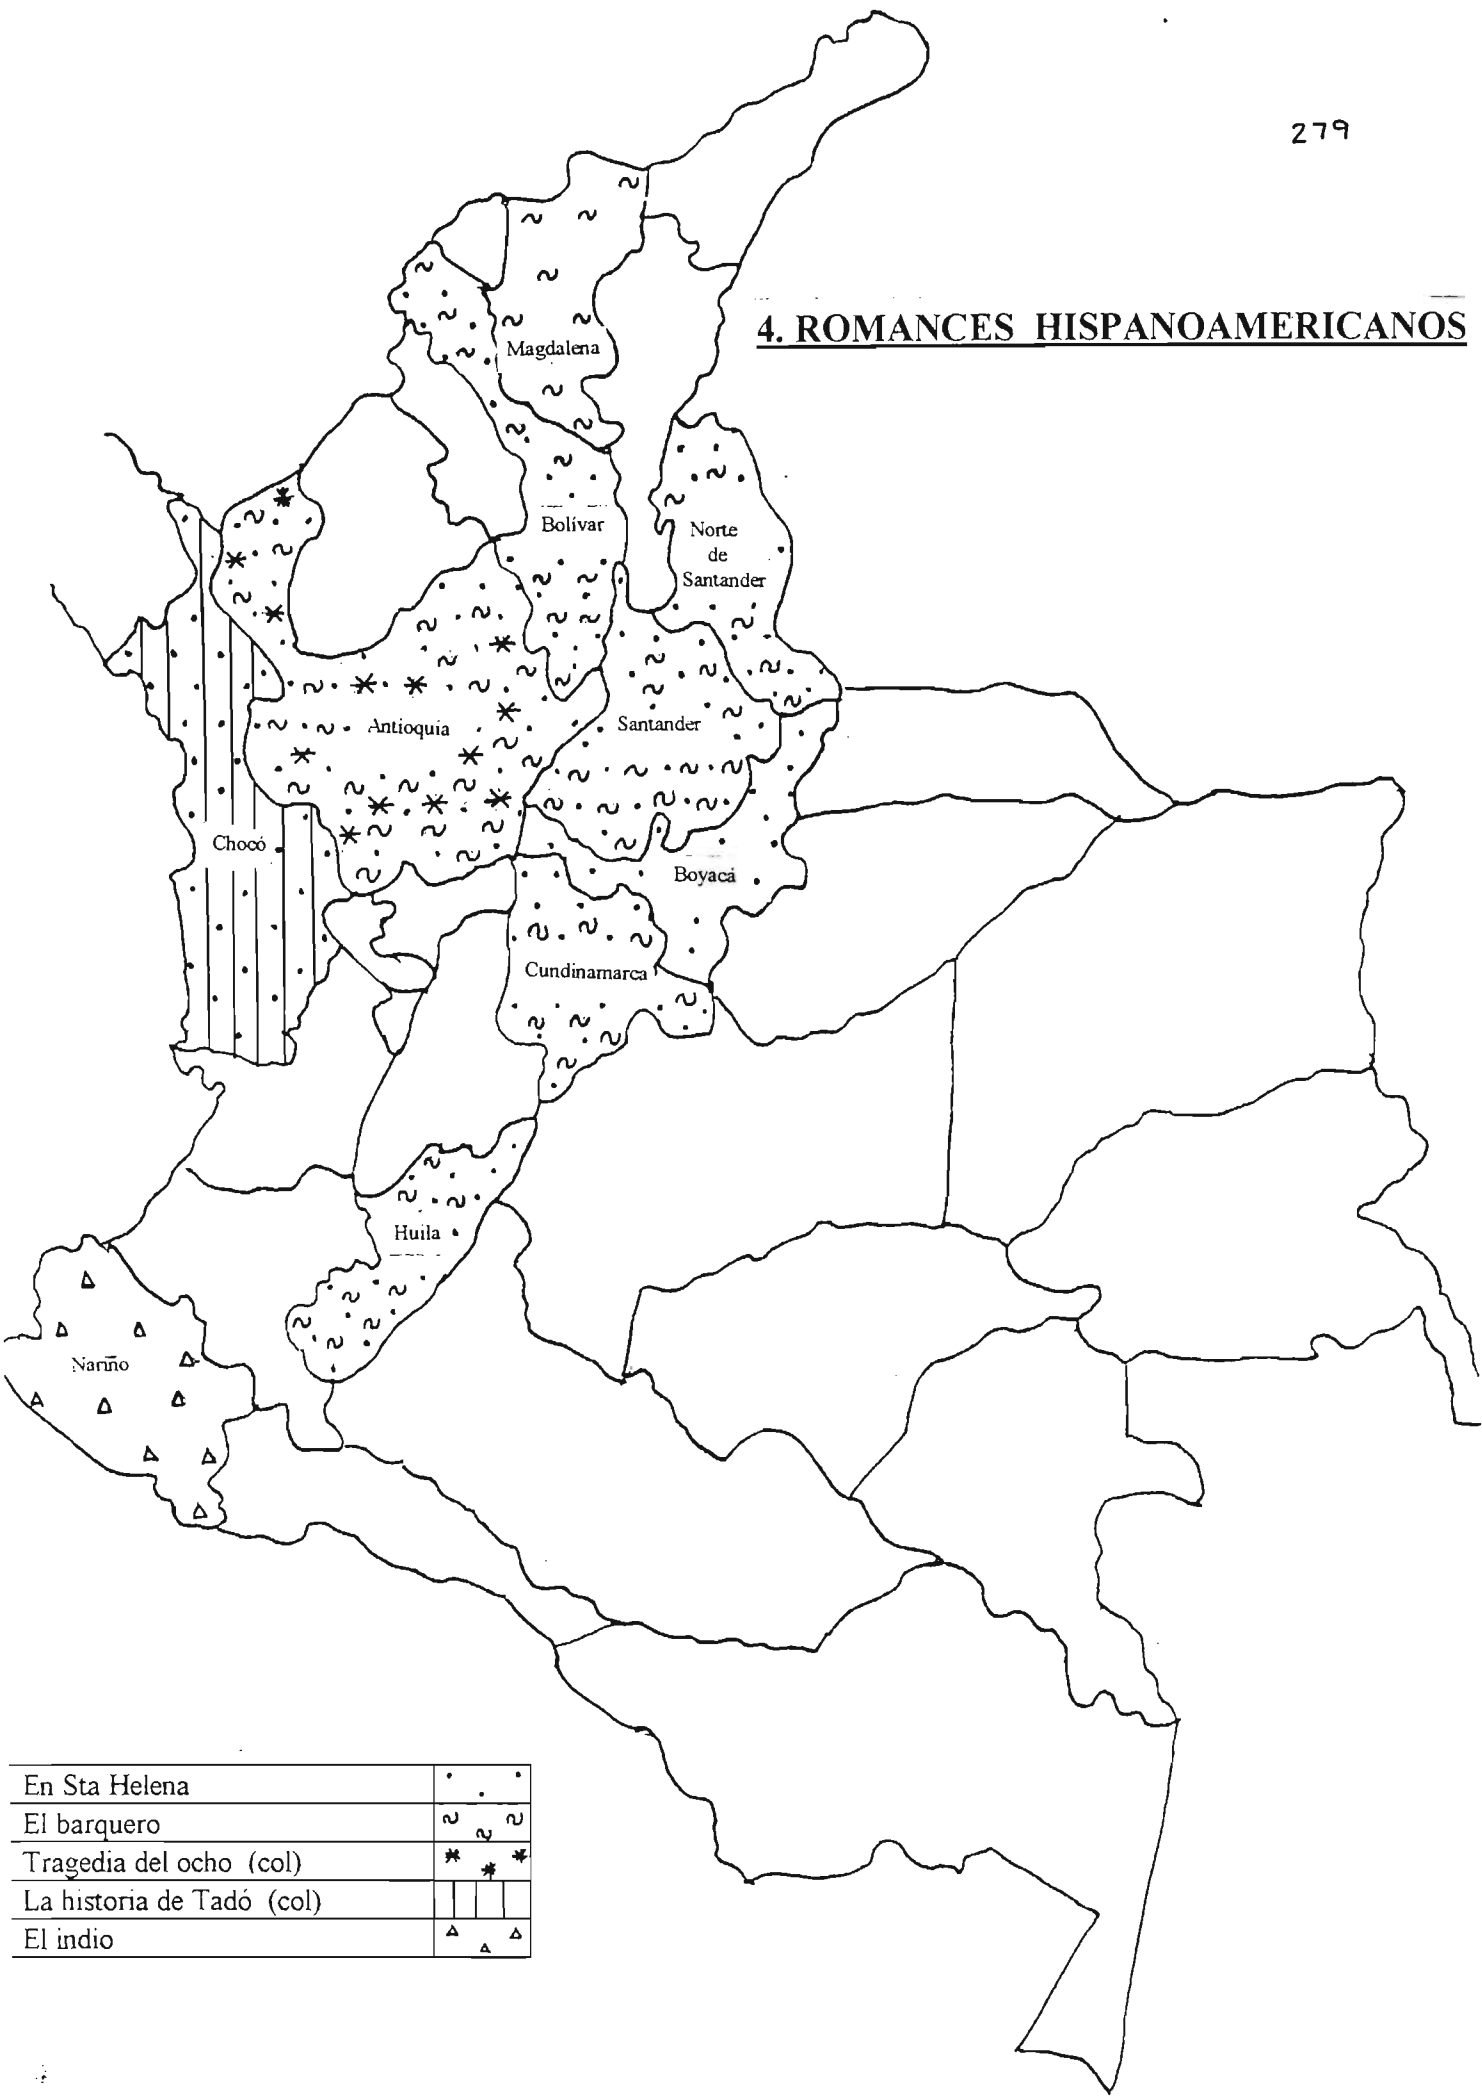 279
4. ROMANCES HISPANOAMERICANOS
Magdalena
Bolívar
Norte
de
Santander
Antioquia
Santander
Chocó
Boyacá
Cundinamarca
Huila
Nariño
En Sta Helena
El barquero
Tragedia del ocho (col)
La historia de Tadó (col)
El indio